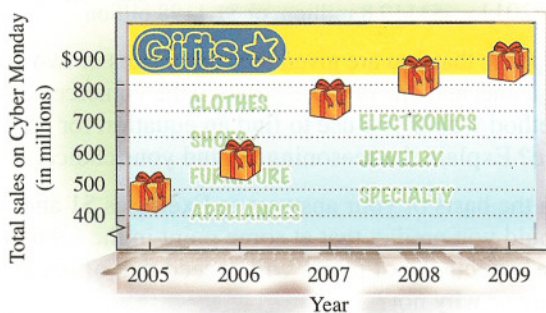 Total sales on Cyber Monday
(in millions)
Gifts
$900
800
700
600
500
400
CLOTHES
SHOES
FURNITURE
APPLIANCES
ELECTRONICS
JEWELRY
SPECIALTY
2005 2006 2007 2008 2009
Year